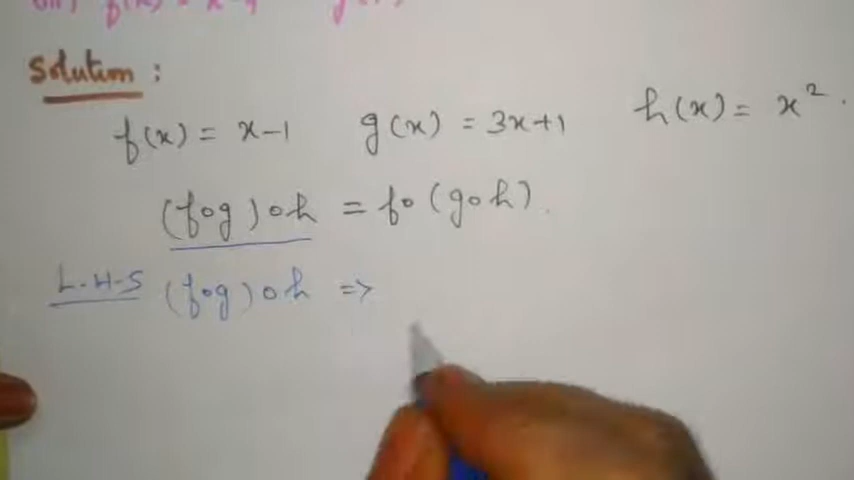 Solution :
f(x) = x-1 g(x) = 3x+1 h(x) = x².
(fog)oh = fo(goh).
L.H.S (fog)oh =>